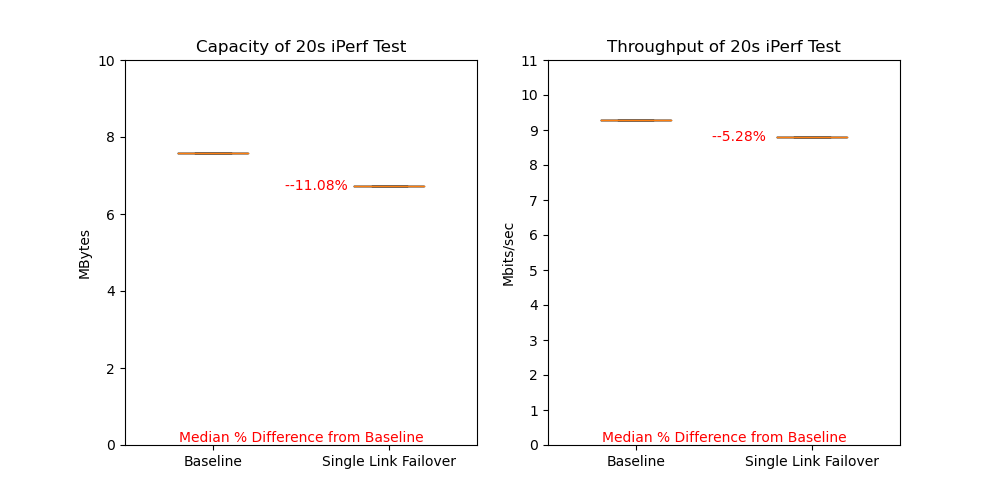 Capacity of 20s iPerf Test
10
8
6
4
2
0
MBytes
--11.08%
Median % Difference from Baseline
Baseline
Single Link Failover
Throughput of 20s iPerf Test
11
10
9
8
7
6
5
4
3
2
1
0
Mbits/sec
--5.28%
Median % Difference from Baseline
Baseline
Single Link Failover